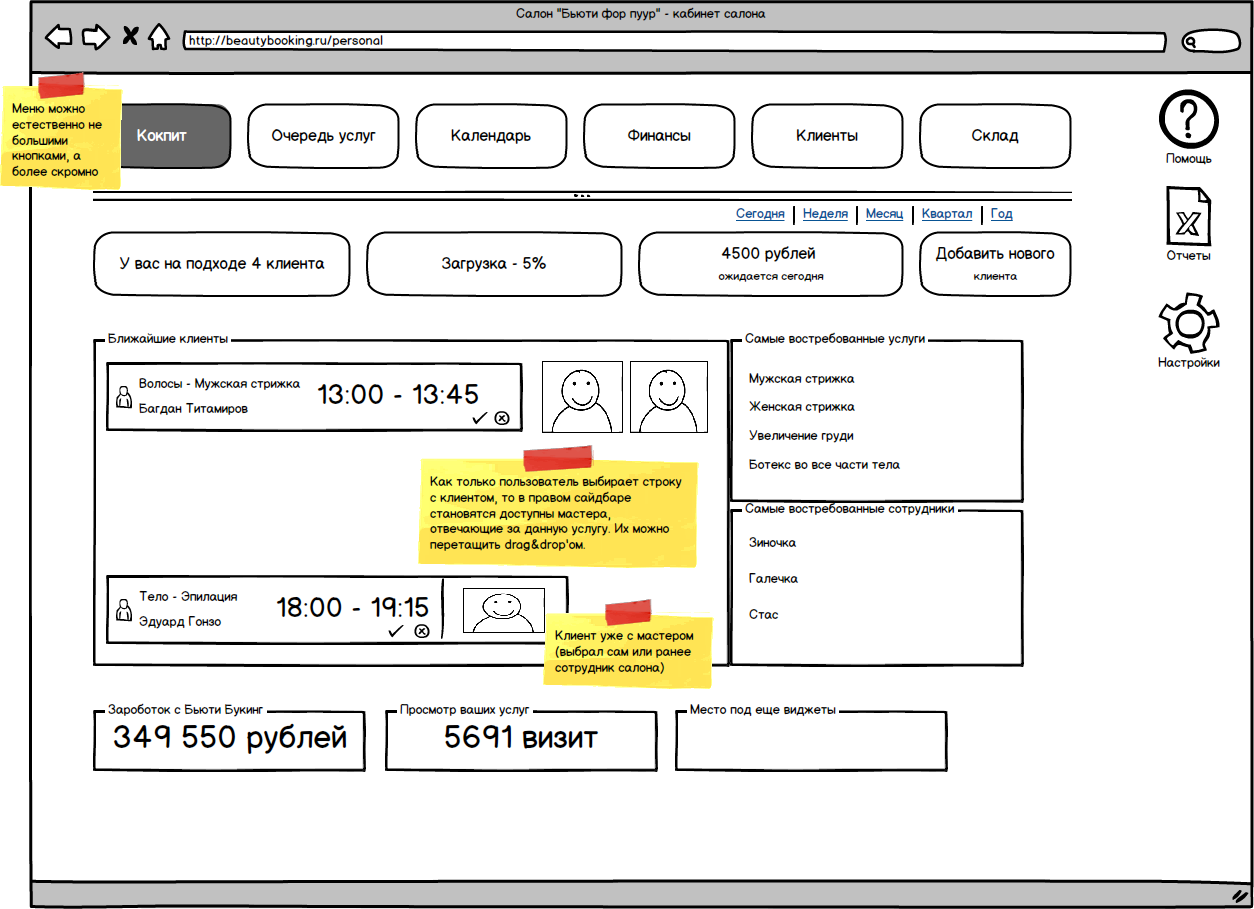 Салон "Бьюти фор пуур" - кабинет салона
http://beautybooking.ru/personal
Меню можно
естественно не
большими
кнопками, а
более скромно
Кокпит
Очередь услуг
Календарь
Финансы
Клиенты
Склад
Помощь
Отчеты
Настройки
Сегодня
Неделя
Месяц
Квартал
Год
У вас на подходе 4 клиента
Загрузка - 5%
4500 рублей
ожидается сегодня
Добавить нового
клиента
Ближайшие клиенты
Волосы - Мужская стрижка
Багдан Титамиров
13:00 - 13:45
Как только пользователь выбирает строку
с клиентом, то в правом сайдбаре
становятся доступны мастера,
отвечающие за данную услугу. Их можно
перетащить drag&drop'ом.
Тело - Эпилация
Эдуард Гонзо
18:00 - 19:15
Клиент уже с мастером
(выбрал сам или ранее
сотрудник салона)
Самые востребованные услуги
Мужская стрижка
Женская стрижка
Увеличение груди
Ботекс во все части тела
Самые востребованные сотрудники
Зиночка
Галечка
Стас
Зароботок с Бьюти Букинг
349 550 рублей
Просмотр ваших услуг
5691 визит
Место под еще виджеты